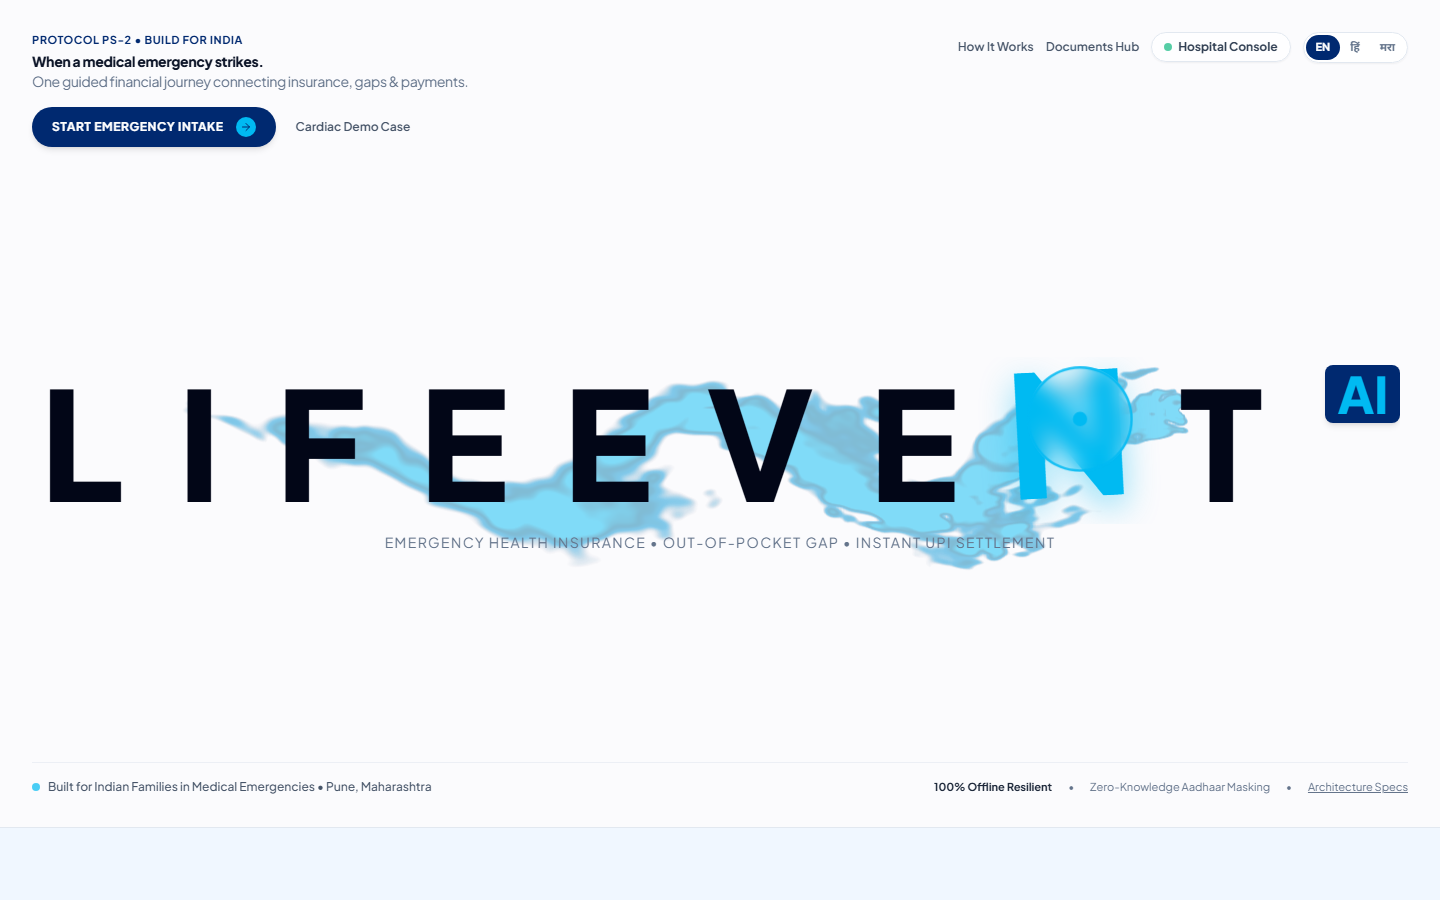 PROTOCOL PS-2 • BUILD FOR INDIA
When a medical emergency strikes.
One guided financial journey connecting insurance, gaps & payments.
START EMERGENCY INTAKE
Cardiac Demo Case
How It Works
Documents Hub
Hospital Console
EN
हिं
मरा
LIFEEVENT
AI
EMERGENCY HEALTH INSURANCE • OUT-OF-POCKET GAP • INSTANT UPI SETTLEMENT
Built for Indian Families in Medical Emergencies • Pune, Maharashtra
100% Offline Resilient • Zero-Knowledge Aadhaar Masking • Architecture Specs